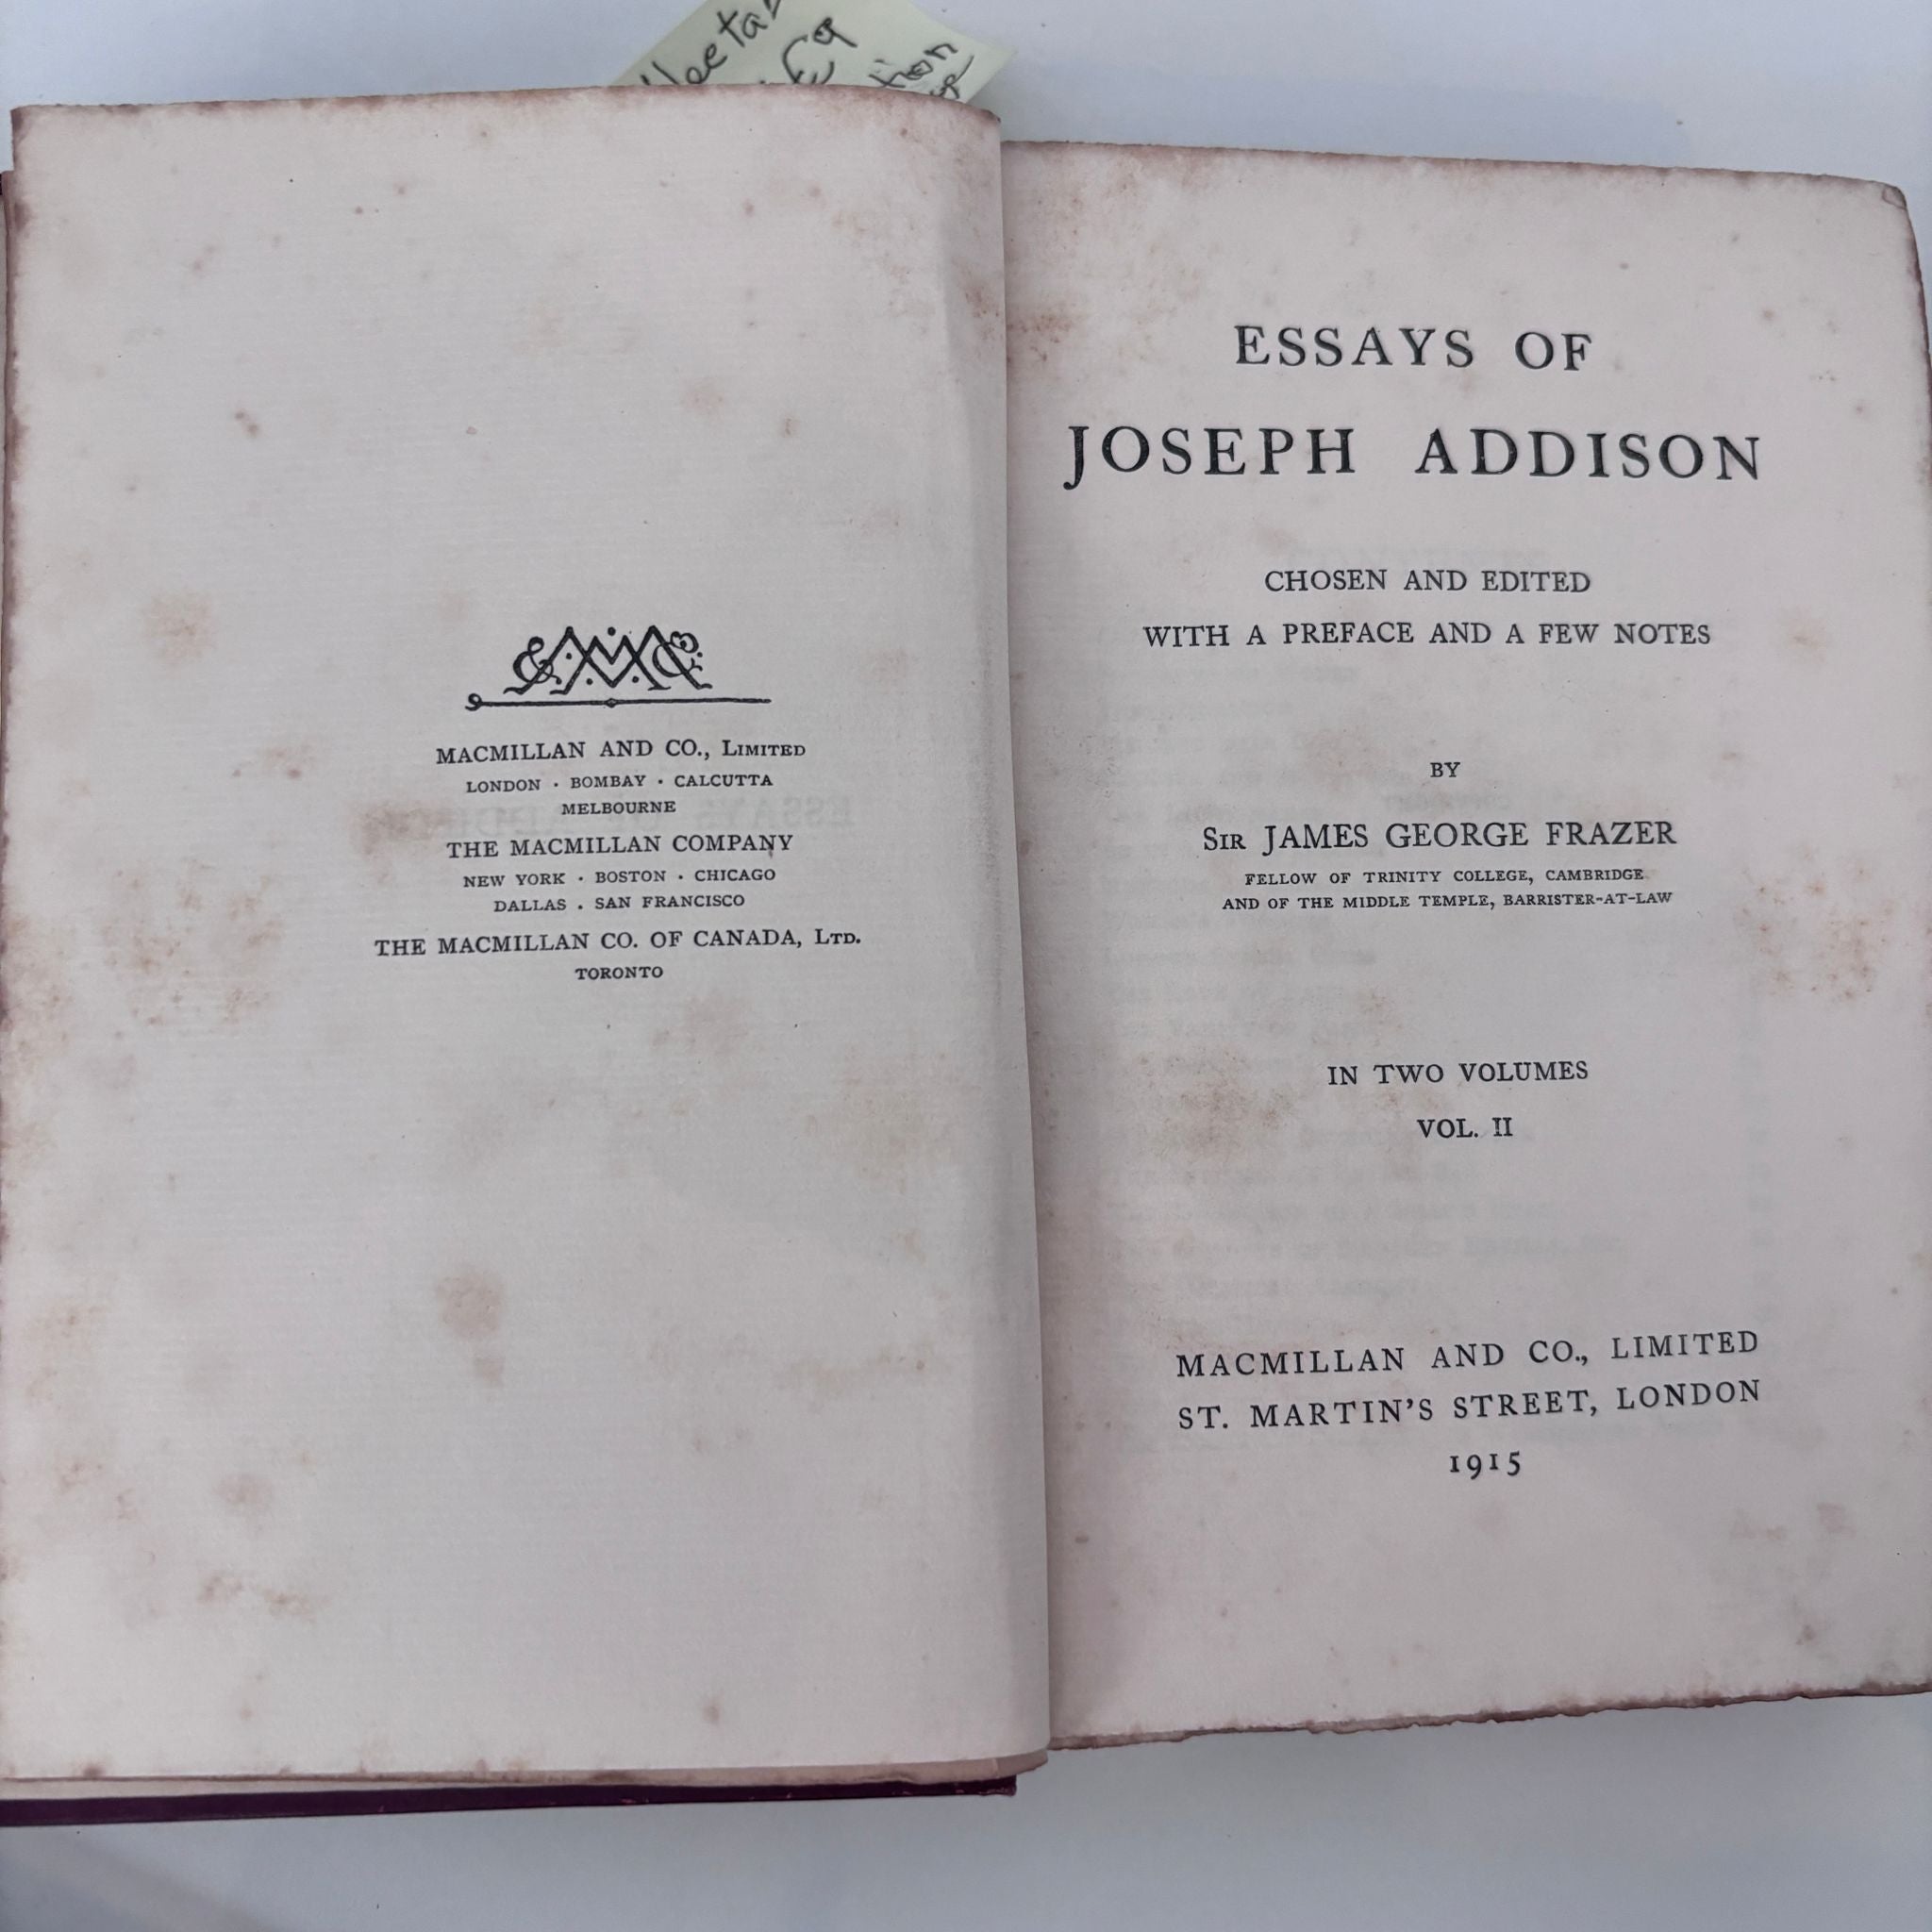 MACMILLAN AND CO., LIMITED
LONDON · BOMBAY · CALCUTTA
MELBOURNE
THE MACMILLAN COMPANY
NEW YORK · BOSTON · CHICAGO
DALLAS · SAN FRANCISCO
THE MACMILLAN CO. OF CANADA, LTD.
TORONTO
ESSAYS OF
JOSEPH ADDISON
CHOSEN AND EDITED
WITH A PREFACE AND A FEW NOTES
BY
SIR JAMES GEORGE FRAZER
FELLOW OF TRINITY COLLEGE, CAMBRIDGE
AND OF THE MIDDLE TEMPLE, BARRISTER-AT-LAW
IN TWO VOLUMES
VOL. II
MACMILLAN AND CO., LIMITED
ST. MARTIN'S STREET, LONDON
1915